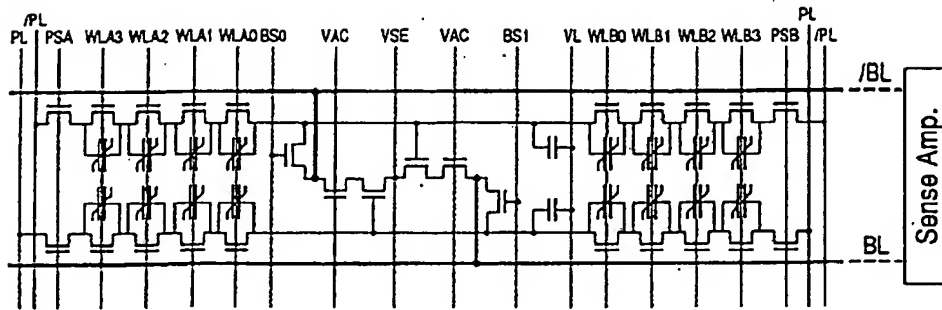 PL /PL PL
PL PSA WLA3 WLA2 WLA1 WLA0 BS0 VAC VSE VAC BS1 VL WLB0 WLB1 WLB2 WLB3 PSB /PL
/BL
BL
Sense Amp.